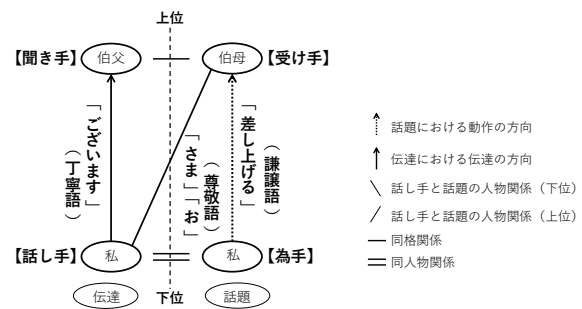 上位
【聞き手】 伯父 伯母 【受け手】
「ございます」
（丁寧語）
「さま」「お」
（尊敬語）
「差し上げる」
（謙譲語）
【話し手】 私 私 【為手】
伝達 下位 話題
話題における動作の方向
伝達における伝達の方向
話し手と話題の人物関係（下位）
話し手と話題の人物関係（上位）
同格関係
同人物関係